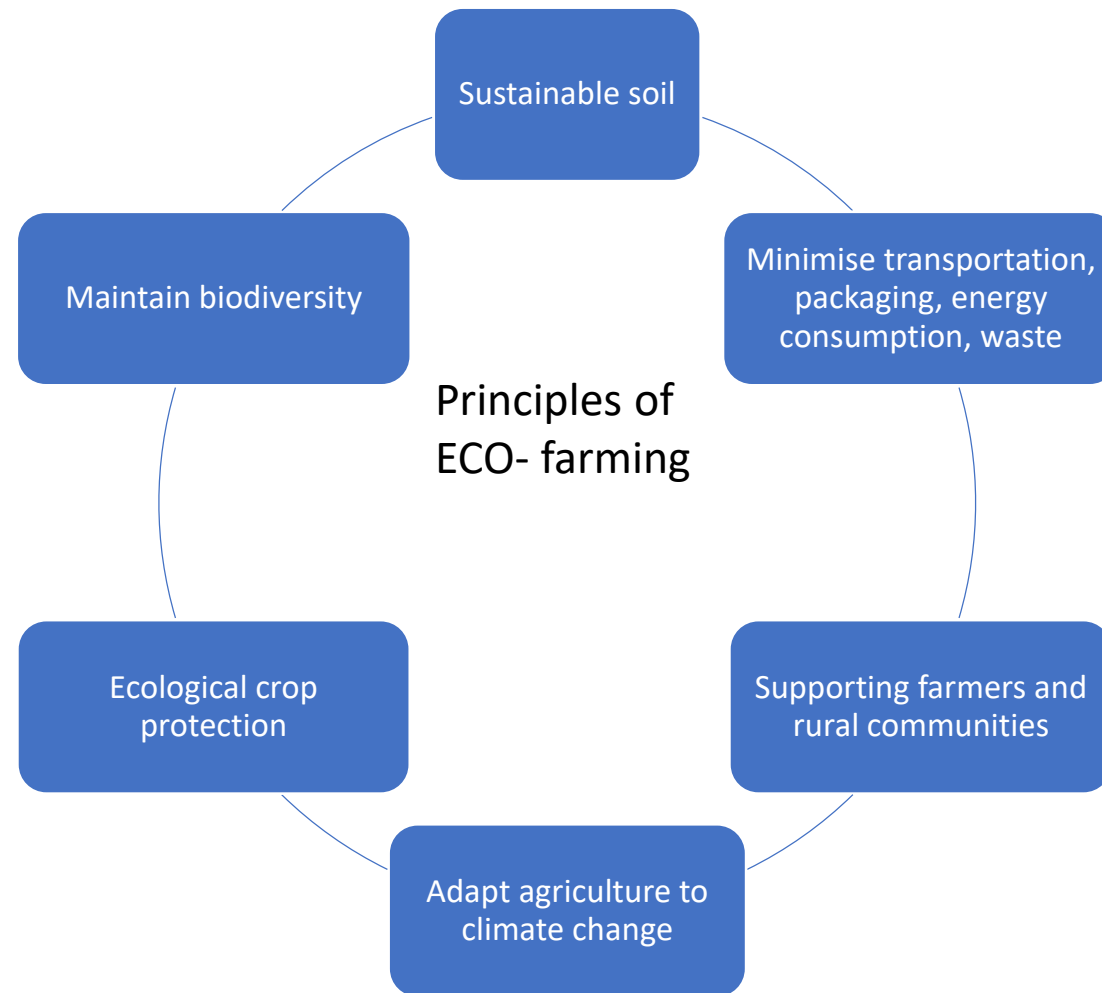 Sustainable soil
Minimise transportation,
packaging, energy
consumption, waste
Maintain biodiversity
Principles of
ECO- farming
Ecological crop
protection
Supporting farmers and
rural communities
Adapt agriculture to
climate change